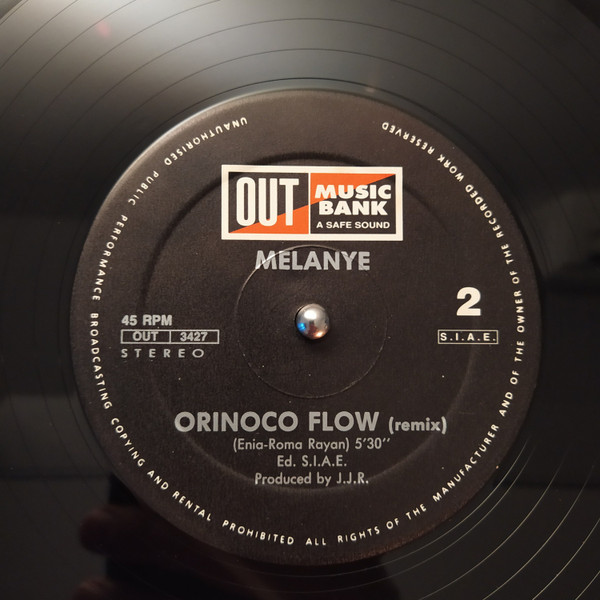 OUT MUSIC BANK
A SAFE SOUND
MELANYE
45 RPM
OUT 3427
STEREO
2
S.I.A.E.
ORINOCO FLOW (remix)
(Enia-Roma Rayan) 5'30''
Ed. S.I.A.E.
Produced by J.J.R.
UNAUTHORISED PUBLIC PERFORMANCE BROADCASTING COPYING AND RENTAL PROHIBITED ALL RIGHTS OF THE MANUFACTURER AND OF THE OWNER OF THE RECORDED WORK RESERVED